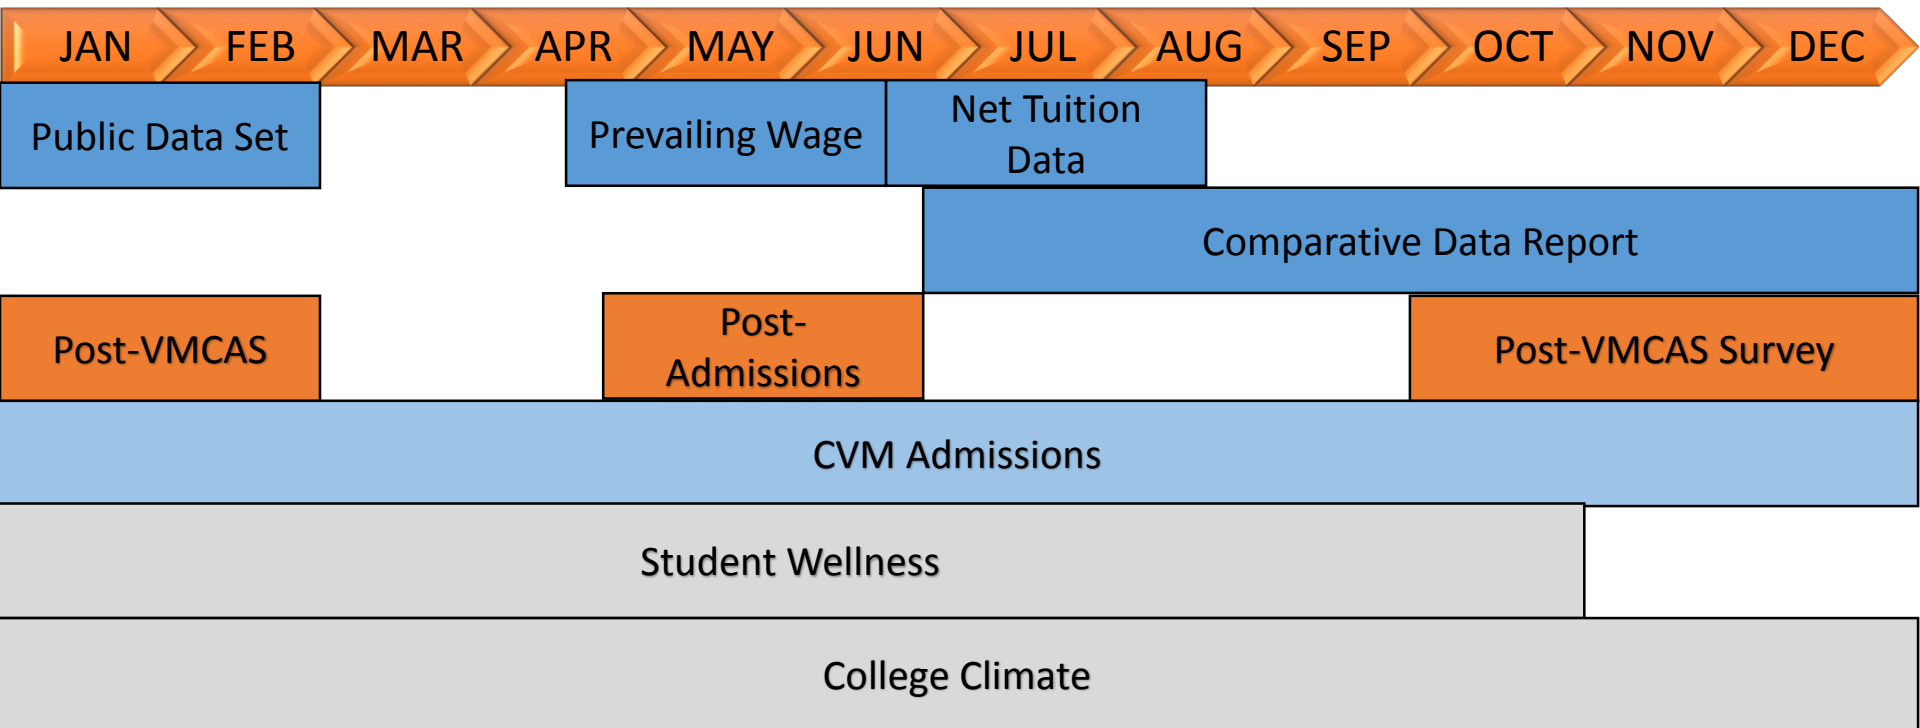 JAN FEB MAR APR MAY JUN JUL AUG SEP OCT NOV DEC
Public Data Set
Prevailing Wage
Net Tuition
Data
Comparative Data Report
Post-VMCAS
Post-
Admissions
Post-VMCAS Survey
CVM Admissions
Student Wellness
College Climate